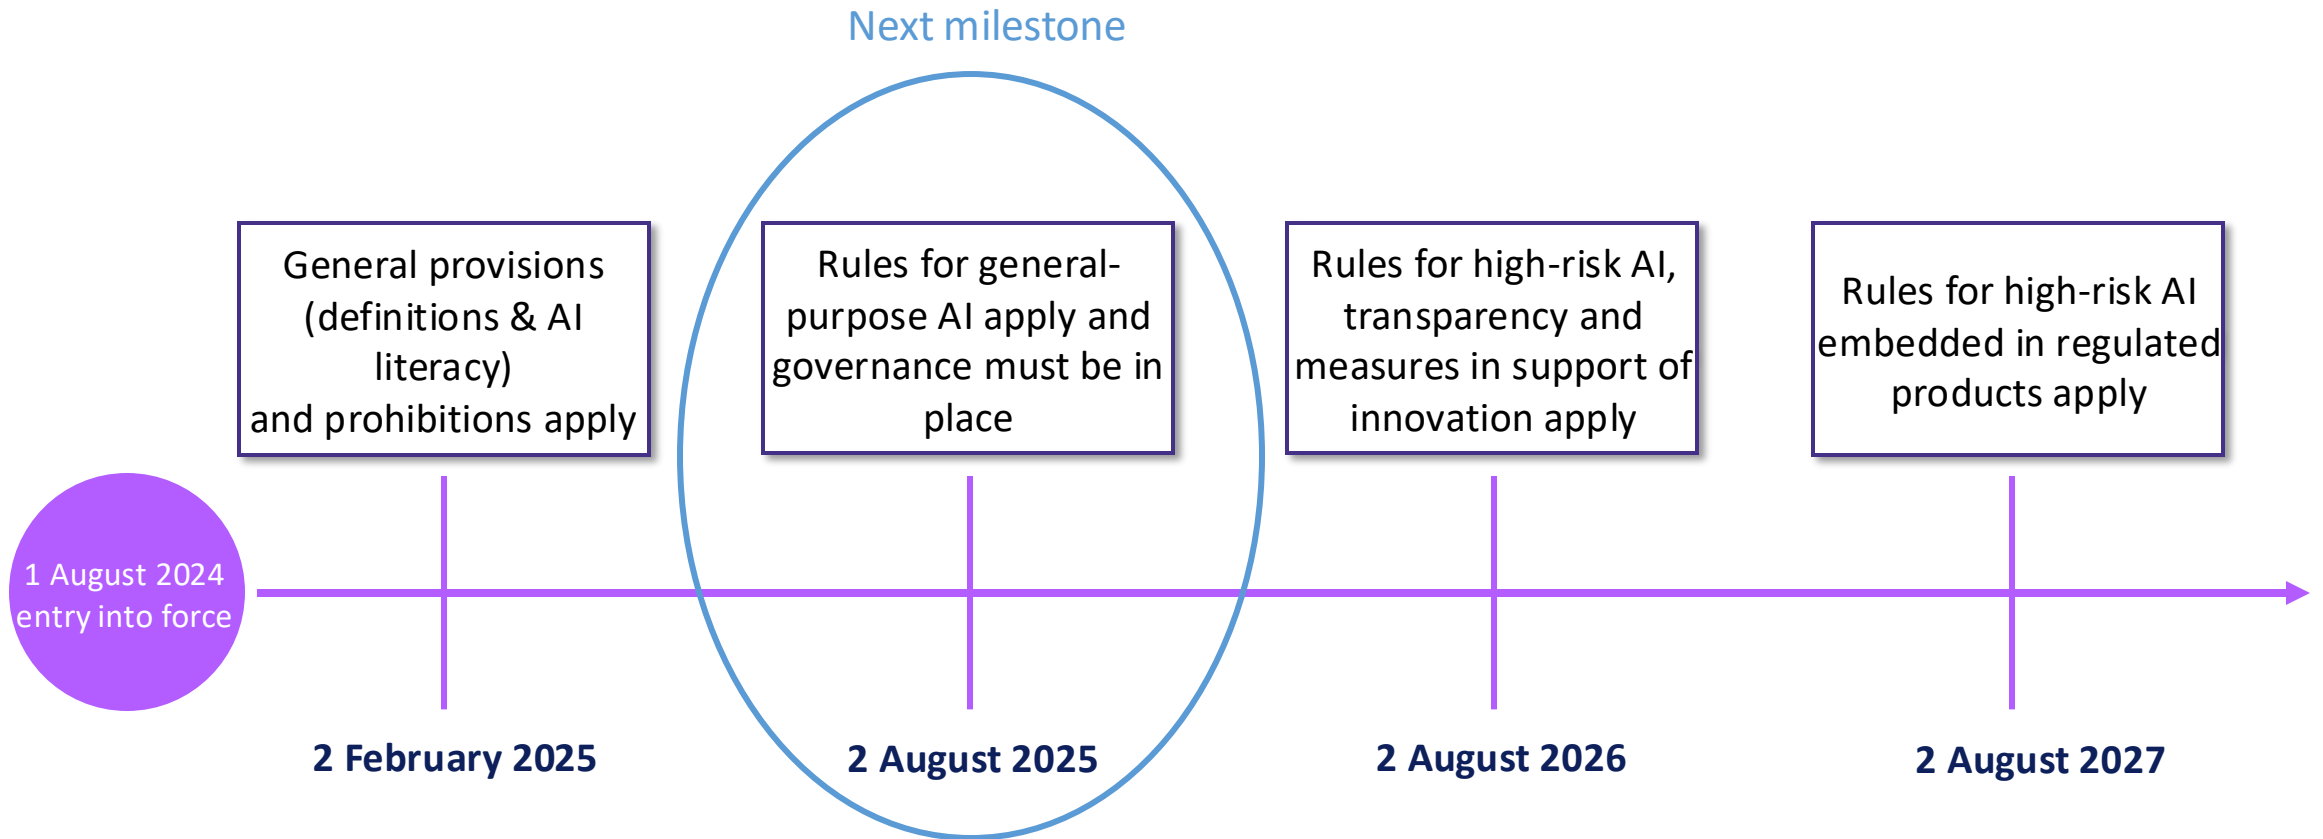 Next milestone
General provisions
(definitions & AI
literacy)
and prohibitions apply
Rules for general-
purpose AI apply and
governance must be in
place
Rules for high-risk AI,
transparency and
measures in support of
innovation apply
Rules for high-risk AI
embedded in regulated
products apply
1 August 2024
entry into force
2 February 2025
2 August 2025
2 August 2026
2 August 2027